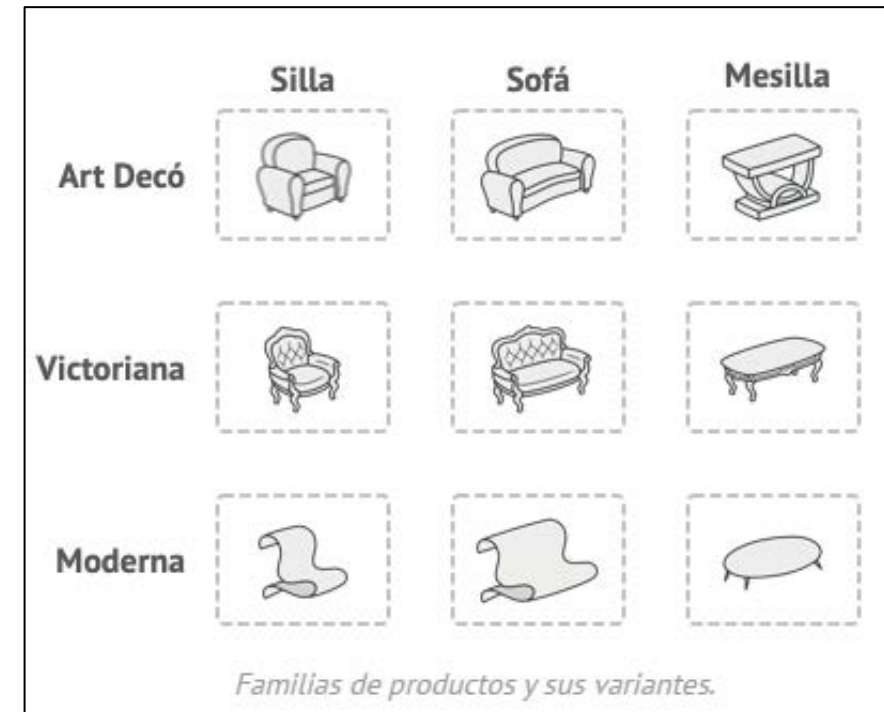 Silla Sofá Mesilla
Art Decó
Victoriana
Moderna
Familias de productos y sus variantes.